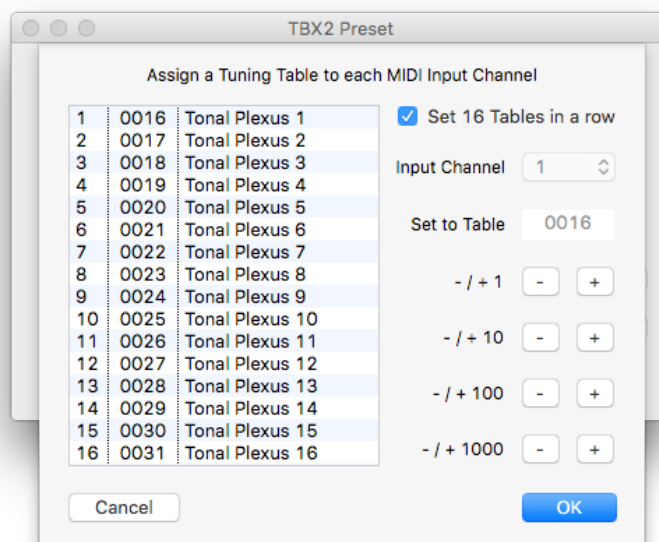 TBX2 Preset
Assign a Tuning Table to each MIDI Input Channel
1 0016 Tonal Plexus 1
2 0017 Tonal Plexus 2
3 0018 Tonal Plexus 3
4 0019 Tonal Plexus 4
5 0020 Tonal Plexus 5
6 0021 Tonal Plexus 6
7 0022 Tonal Plexus 7
8 0023 Tonal Plexus 8
9 0024 Tonal Plexus 9
10 0025 Tonal Plexus 10
11 0026 Tonal Plexus 11
12 0027 Tonal Plexus 12
13 0028 Tonal Plexus 13
14 0029 Tonal Plexus 14
15 0030 Tonal Plexus 15
16 0031 Tonal Plexus 16
Set 16 Tables in a row
Input Channel 1
Set to Table 0016
- / + 1 - +
- / + 10 - +
- / + 100 - +
- / + 1000 - +
Cancel OK